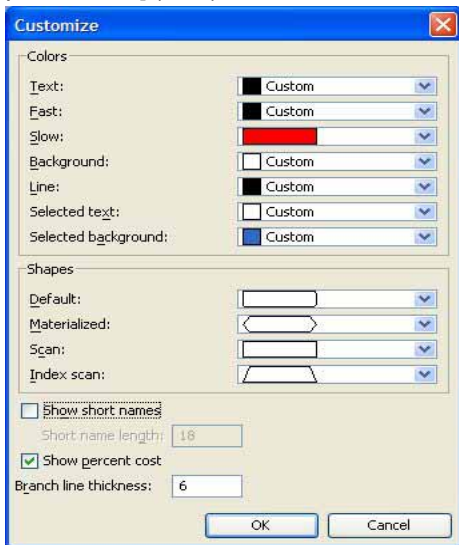 Customize
Colors
Text: Custom
Fast: Custom
Slow:
Background: Custom
Line: Custom
Selected text: Custom
Selected background: Custom
Shapes
Default:
Materialized:
Scan:
Index scan:
Show short names
Short name length: 18
Show percent cost
Branch line thickness: 6
OK Cancel